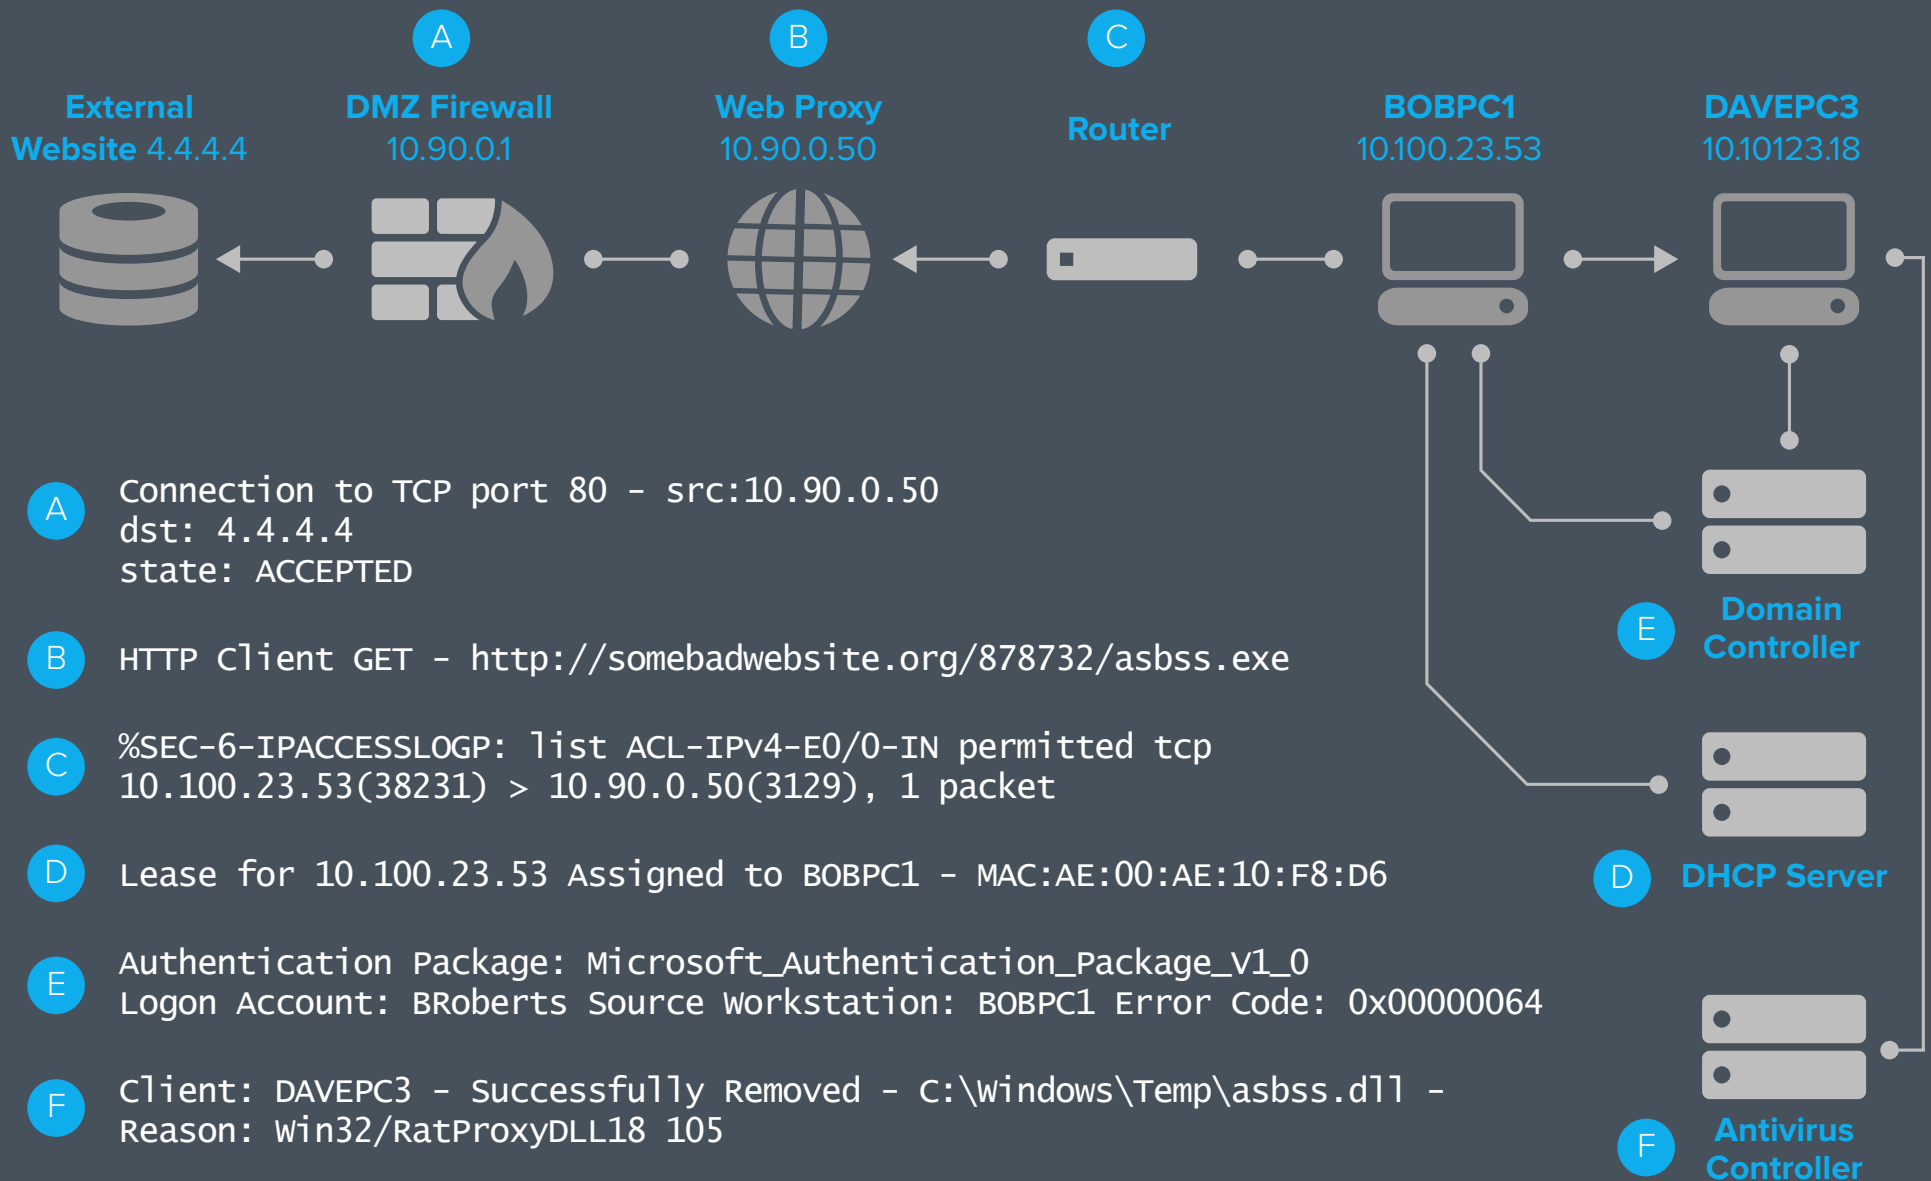 A
B
C
External
Website 4.4.4.4
DMZ Firewall
10.90.0.1
Web Proxy
10.90.0.50
Router
BOBPC1
10.100.23.53
DAVEPC3
10.10123.18
A
Connection to TCP port 80 - src:10.90.0.50
dst: 4.4.4.4
state: ACCEPTED
B
HTTP Client GET - http://somebadwebsite.org/878732/asbss.exe
C
%SEC-6-IPACCESSLOGP: list ACL-IPv4-E0/0-IN permitted tcp
10.100.23.53(38231) > 10.90.0.50(3129), 1 packet
D
Lease for 10.100.23.53 Assigned to BOBPC1 - MAC:AE:00:AE:10:F8:D6
E
Authentication Package: Microsoft_Authentication_Package_V1_0
Logon Account: BRoberts Source Workstation: BOBPC1 Error Code: 0x00000064
F
Client: DAVEPC3 - Successfully Removed - C:\Windows\Temp\asbss.dll -
Reason: Win32/RatProxyDLL18 105
E
Domain
Controller
D
DHCP Server
F
Antivirus
Controller